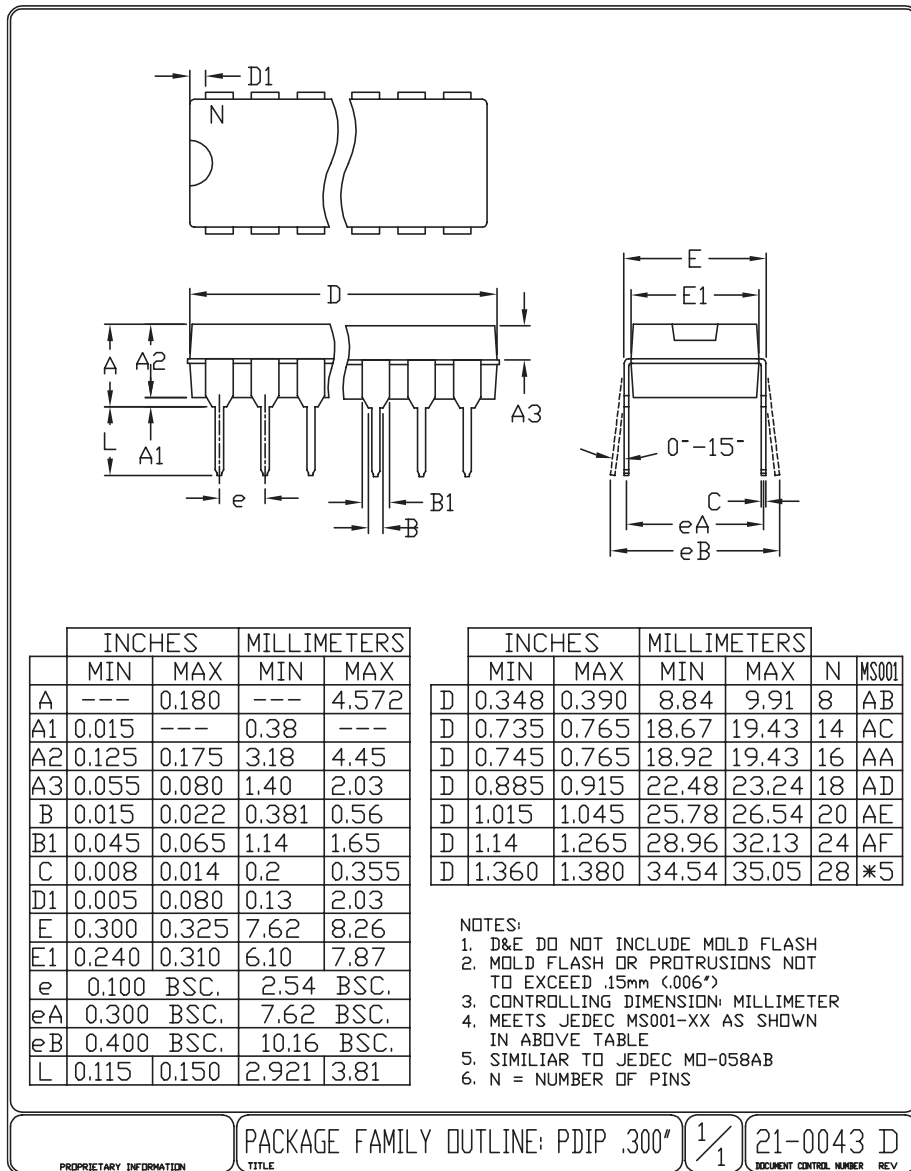 D1
N
E
E1
D
A
A2
A3
L
A1
0°-15°
e
B1
B
C
eA
eB
INCHES MILLIMETERS
MIN MAX MIN MAX
A --- 0.180 --- 4.572
A1 0.015 --- 0.38 ---
A2 0.125 0.175 3.18 4.45
A3 0.055 0.080 1.40 2.03
B 0.015 0.022 0.381 0.56
B1 0.045 0.065 1.14 1.65
C 0.008 0.014 0.2 0.355
D1 0.005 0.080 0.13 2.03
E 0.300 0.325 7.62 8.26
E1 0.240 0.310 6.10 7.87
e 0.100 BSC. 2.54 BSC.
eA 0.300 BSC. 7.62 BSC.
eB 0.400 BSC. 10.16 BSC.
L 0.115 0.150 2.921 3.81
INCHES MILLIMETERS
MIN MAX MIN MAX N MS001
D 0.348 0.390 8.84 9.91 8 AB
D 0.735 0.765 18.67 19.43 14 AC
D 0.745 0.765 18.92 19.43 16 AA
D 0.885 0.915 22.48 23.24 18 AD
D 1.015 1.045 25.78 26.54 20 AE
D 1.14 1.265 28.96 32.13 24 AF
D 1.360 1.380 34.54 35.05 28 *5
NOTES:
1. D&E DO NOT INCLUDE MOLD FLASH
2. MOLD FLASH OR PROTRUSIONS NOT
TO EXCEED .15mm (.006")
3. CONTROLLING DIMENSION: MILLIMETER
4. MEETS JEDEC MS001-XX AS SHOWN
IN ABOVE TABLE
5. SIMILIAR TO JEDEC MO-058AB
6. N = NUMBER OF PINS
PROPRIETARY INFORMATION
PACKAGE FAMILY OUTLINE: PDIP .300"
TITLE
1/1
21-0043 D
DOCUMENT CONTROL NUMBER REV